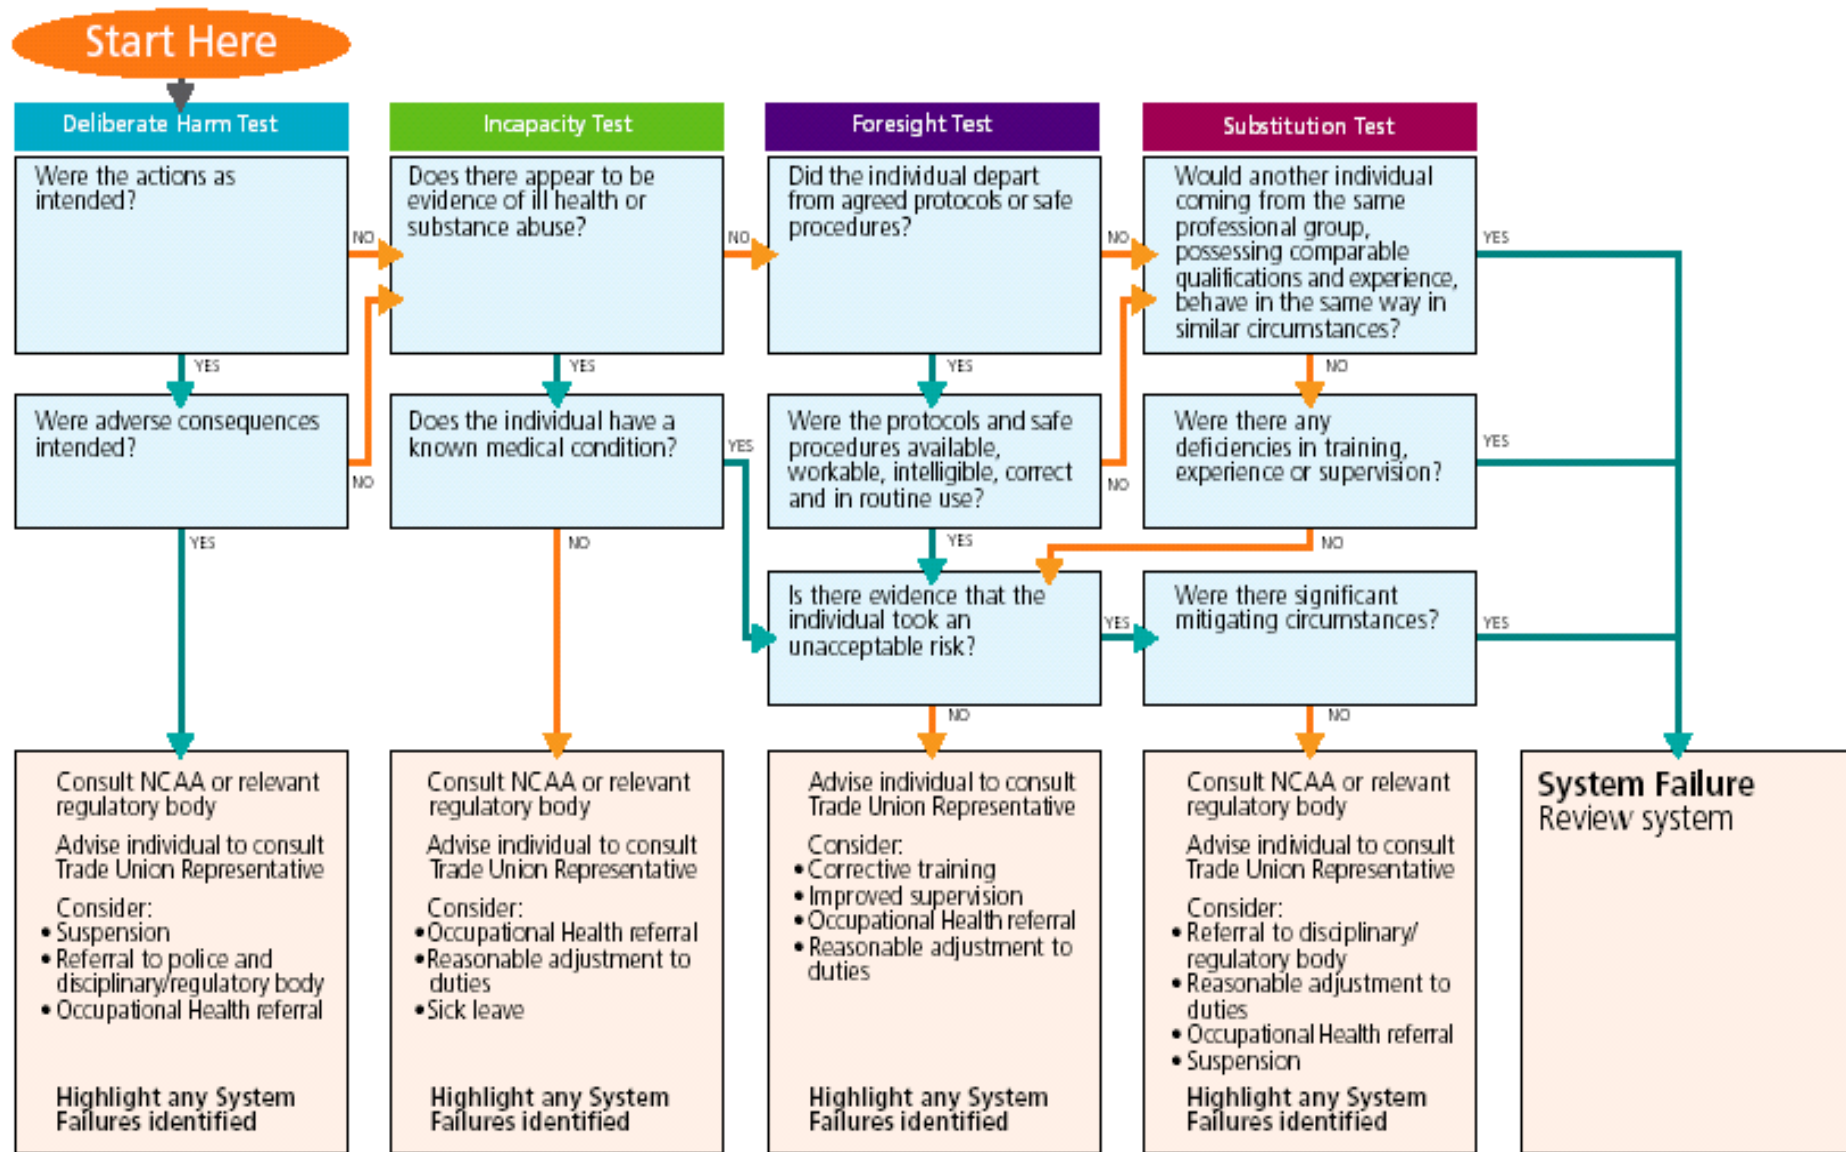 Start Here
Deliberate Harm Test
Were the actions as
intended?
NO
YES
Were adverse consequences
intended?
NO
YES
Consult NCAA or relevant
regulatory body
Advise individual to consult
Trade Union Representative
Consider:
• Suspension
• Referral to police and
disciplinary/regulatory body
• Occupational Health referral
Highlight any System
Failures identified
Incapacity Test
Does there appear to be
evidence of ill health or
substance abuse?
NO
YES
Does the individual have a
known medical condition?
YES
NO
Consult NCAA or relevant
regulatory body
Advise individual to consult
Trade Union Representative
Consider:
• Occupational Health referral
• Reasonable adjustment to
duties
• Sick leave
Highlight any System
Failures identified
Foresight Test
Did the individual depart
from agreed protocols or safe
procedures?
NO
YES
Were the protocols and safe
procedures available,
workable, intelligible, correct
and in routine use?
NO
YES
Is there evidence that the
individual took an
unacceptable risk?
YES
NO
Advise individual to consult
Trade Union Representative
Consider:
• Corrective training
• Improved supervision
• Occupational Health referral
• Reasonable adjustment to
duties
Highlight any System
Failures identified
Substitution Test
Would another individual
coming from the same
professional group,
possessing comparable
qualifications and experience,
behave in the same way in
similar circumstances?
YES
NO
Were there any
deficiencies in training,
experience or supervision?
YES
NO
Were there significant
mitigating circumstances?
YES
NO
Consult NCAA or relevant
regulatory body
Advise individual to consult
Trade Union Representative
Consider:
• Referral to disciplinary/
regulatory body
• Reasonable adjustment to
duties
• Occupational Health referral
• Suspension
Highlight any System
Failures identified
System Failure
Review system